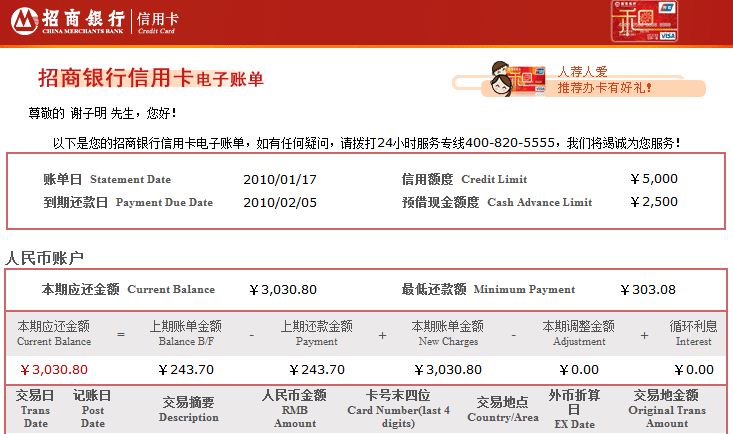 招商银行 信用卡
CHINA MERCHANTS BANK Credit Card
VISA
招商银行信用卡电子账单
人荐人爱
推荐办卡有好礼!
尊敬的 谢子明 先生，您好！
以下是您的招商银行信用卡电子账单，如有任何疑问，请拨打24小时服务专线400-820-5555，我们将竭诚为您服务！
账单日 Statement Date 2010/01/17 信用额度 Credit Limit ￥5,000
到期还款日 Payment Due Date 2010/02/05 预借现金额度 Cash Advance Limit ￥2,500
人民币账户
本期应还金额 Current Balance ￥3,030.80 最低还款额 Minimum Payment ￥303.08
本期应还金额 = 上期账单金额 - 上期还款金额 + 本期账单金额 - 本期调整金额 + 循环利息
Current Balance Balance B/F Payment New Charges Adjustment Interest
￥3,030.80 ￥243.70 ￥243.70 ￥3,030.80 ￥0.00 ￥0.00
交易日 记账日 交易摘要 人民币金额 卡号末四位 交易地点 外币折算日 交易地金额
Trans Date Post Date Description RMB Amount Card Number(last 4 digits) Country/Area EX Date Original Trans Amount